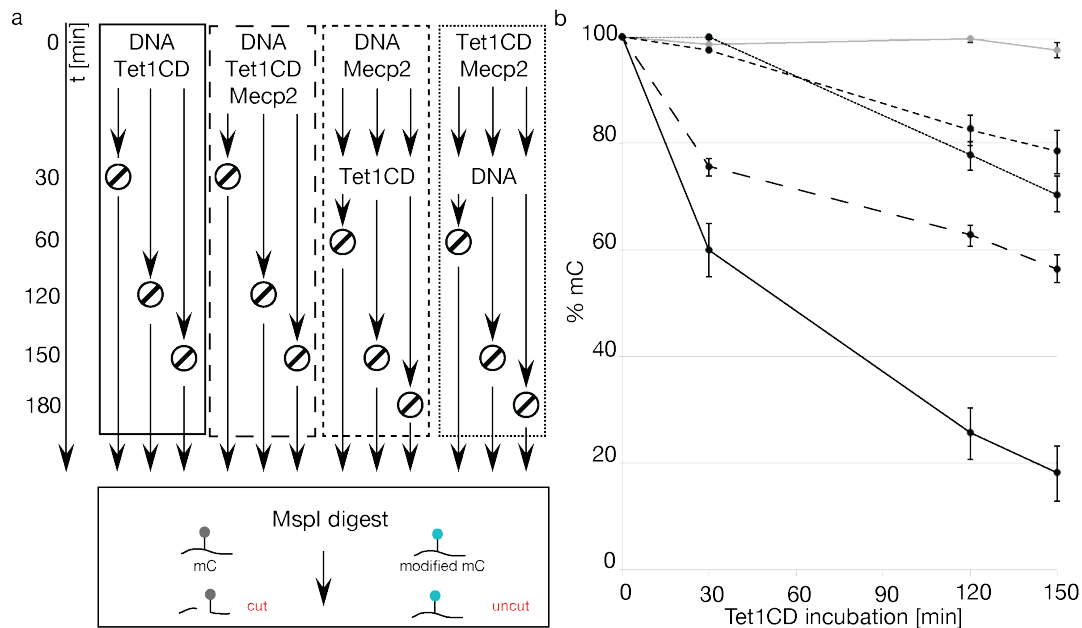 a
t [min]
0
30
60
120
150
180
DNA
Tet1CD
DNA
Tet1CD
Mecp2
DNA
Mecp2
Tet1CD
Tet1CD
Mecp2
DNA
MspI digest
mC
modified mC
cut
uncut
b
% mC
100
80
60
40
20
0
0
30
60
90
120
150
Tet1CD incubation [min]